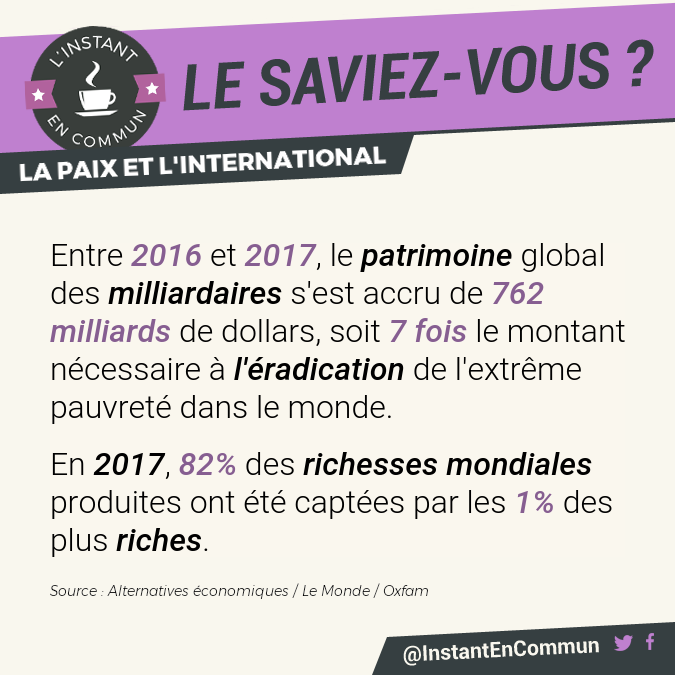 L'INSTANT
EN COMMUN
LE SAVIEZ-VOUS ?
LA PAIX ET L'INTERNATIONAL
Entre 2016 et 2017, le patrimoine global
des milliardaires s'est accru de 762
milliards de dollars, soit 7 fois le montant
nécessaire à l'éradication de l'extrême
pauvreté dans le monde.
En 2017, 82% des richesses mondiales
produites ont été captées par les 1% des
plus riches.
Source : Alternatives économiques / Le Monde / Oxfam
@InstantEnCommun